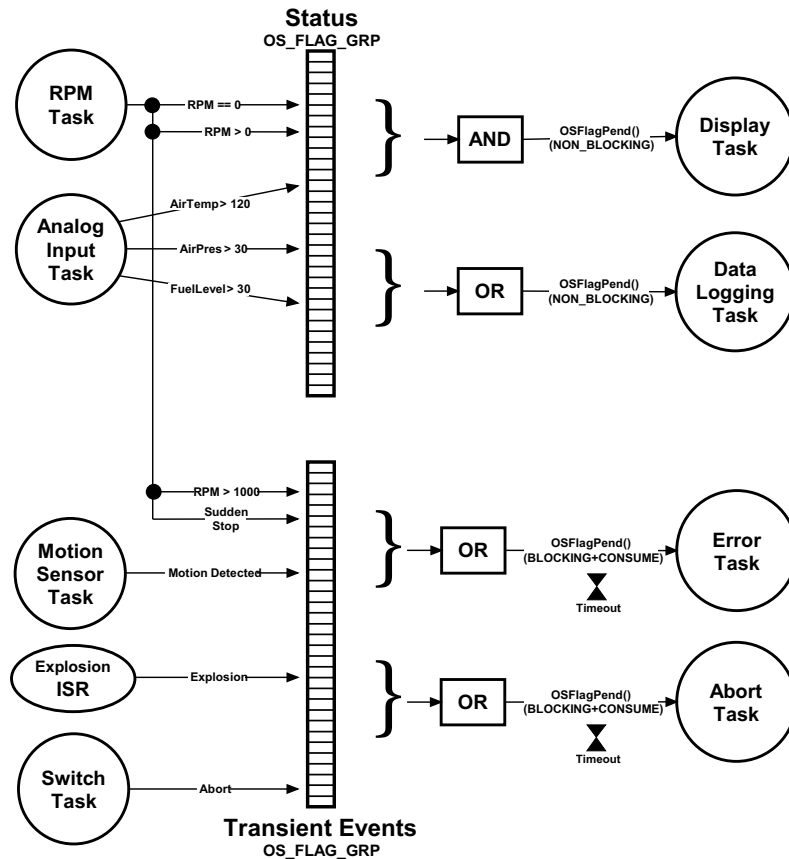 Status
OS_FLAG_GRP
RPM
Task
RPM == 0
RPM > 0
AND
OSFlagPend()
(NON_BLOCKING)
Display
Task
Analog
Input
Task
AirTemp> 120
AirPres > 30
FuelLevel> 30
OR
OSFlagPend()
(NON_BLOCKING)
Data
Logging
Task
RPM > 1000
Sudden
Stop
Motion
Sensor
Task
Motion Detected
OR
OSFlagPend()
(BLOCKING+CONSUME)
Timeout
Error
Task
Explosion
ISR
Explosion
OR
OSFlagPend()
(BLOCKING+CONSUME)
Timeout
Abort
Task
Switch
Task
Abort
Transient Events
OS_FLAG_GRP